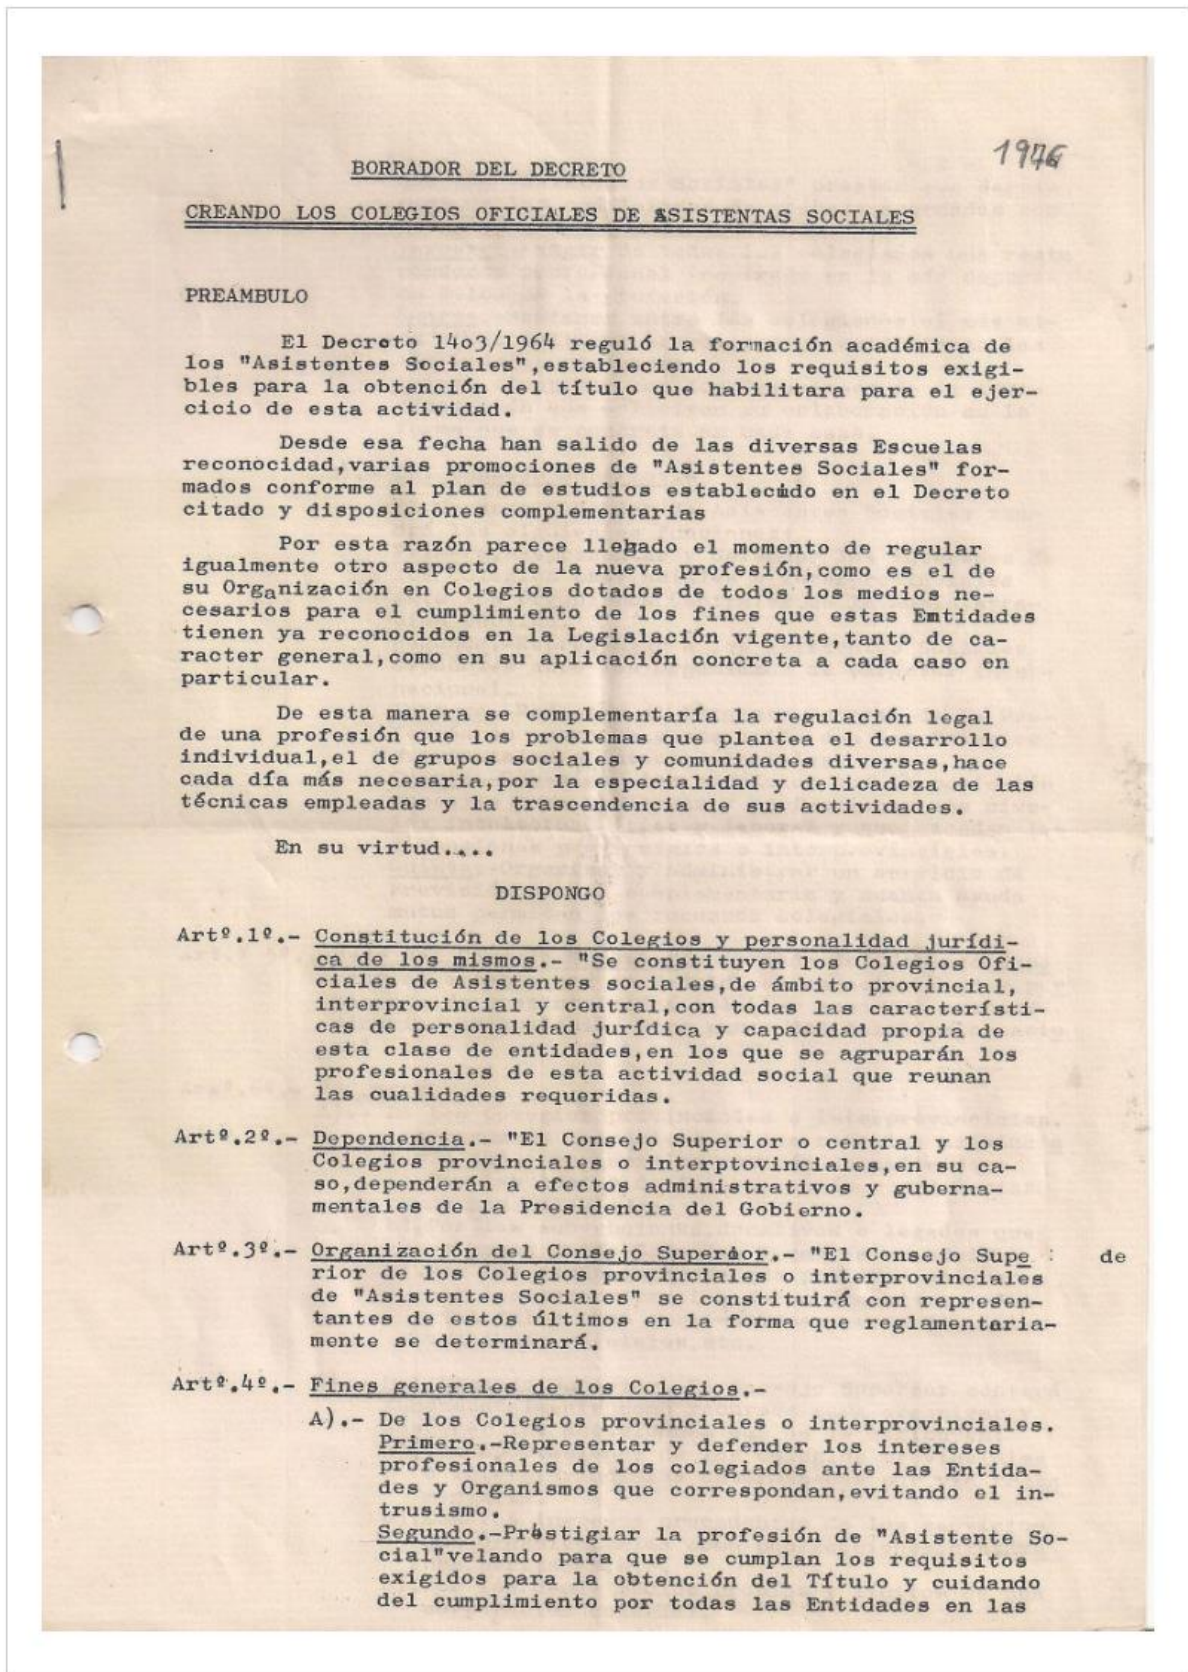 1976
BORRADOR DEL DECRETO
CREANDO LOS COLEGIOS OFICIALES DE ASISTENTAS SOCIALES
PREAMBULO
El Decreto 14o3/1964 reguló la formación académica de
los "Asistentes Sociales",estableciendo los requisitos exigi-
bles para la obtención del título que habilitara para el ejer-
cicio de esta actividad.
Desde esa fecha han salido de las diversas Escuelas
reconocidad,varias promociones de "Asistentes Sociales" for-
mados conforme al plan de estudios establecido en el Decreto
citado y disposiciones complementarias
Por esta razón parece llegado el momento de regular
igualmente otro aspecto de la nueva profesión,como es el de
su Organización en Colegios dotados de todos los medios ne-
cesarios para el cumplimiento de los fines que estas Emtidades
tienen ya reconocidos en la Legislación vigente,tanto de ca-
racter general,como en su aplicación concreta a cada caso en
particular.
De esta manera se complementaría la regulación legal
de una profesión que los problemas que plantea el desarrollo
individual,el de grupos sociales y comunidades diversas,hace
cada día más necesaria,por la especialidad y delicadeza de las
técnicas empleadas y la trascendencia de sus actividades.
En su virtud....
DISPONGO
Artº.1º.- Constitución de los Colegios y personalidad jurídi-
ca de los mismos.- "Se constituyen los Colegios Ofi-
ciales de Asistentes sociales,de ámbito provincial,
interprovincial y central,con todas las característi-
cas de personalidad jurídica y capacidad propia de
esta clase de entidades,en los que se agruparán los
profesionales de esta actividad social que reunan
las cualidades requeridas.
Artº.2º.- Dependencia.- "El Consejo Superior o central y los
Colegios provinciales o interptovinciales,en su ca-
so,dependerán a efectos administrativos y guberna-
mentales de la Presidencia del Gobierno.
Artº.3º.- Organización del Consejo Superior.- "El Consejo Supe : de
rior de los Colegios provinciales o interprovinciales
de "Asistentes Sociales" se constituirá con represen-
tantes de estos últimos en la forma que reglamentaria-
mente se determinará.
Artº.4º.- Fines generales de los Colegios.-
A).- De los Colegios provinciales o interprovinciales.
Primero.-Representar y defender los intereses
profesionales de los colegiados ante las Entida-
des y Organismos que correspondan,evitando el in-
trusismo.
Segundo.-Prestigiar la profesión de "Asistente So-
cial"velando para que se cumplan los requisitos
exigidos para la obtención del Título y cuidando
del cumplimiento por todas las Entidades en las